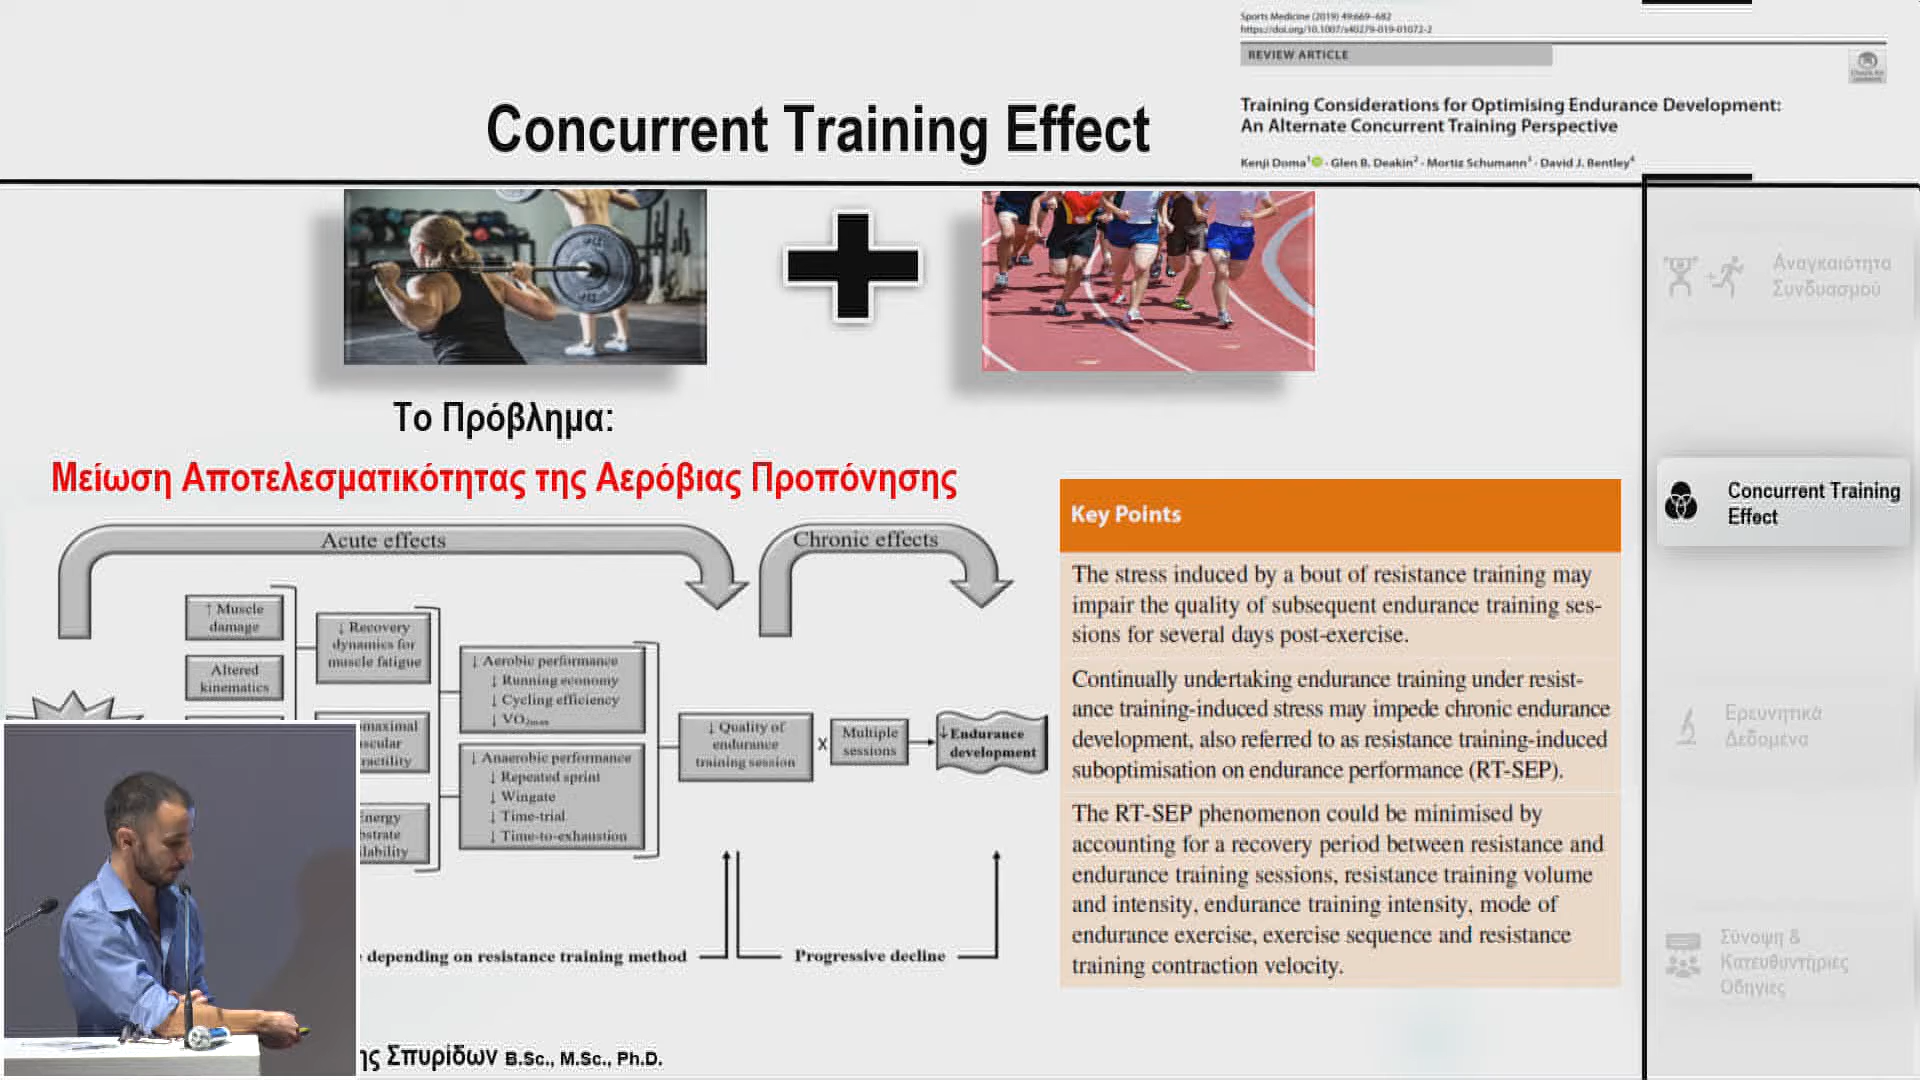 Sports Medicine (2019) 49:669–682
https://doi.org/10.1007/s40279-019-01072-2
REVIEW ARTICLE
Training Considerations for Optimising Endurance Development:
An Alternate Concurrent Training Perspective
Kenji Doma¹ · Glen B. Deakin² · Mortiz Schumann³ · David J. Bentley⁴
Concurrent Training Effect
Το Πρόβλημα:
Μείωση Αποτελεσματικότητας της Αερόβιας Προπόνησης
Acute effects
Chronic effects
↑ Muscle
damage
Altered
kinematics
↓ Recovery
dynamics for
muscle fatigue
↓ Aerobic performance
↓ Running economy
↓ Cycling efficiency
↓ VO2max
↓ Anaerobic performance
↓ Repeated sprint
↓ Wingate
↓ Time-trial
↓ Time-to-exhaustion
↓ Quality of
endurance
training session
X
Multiple
sessions
↓Endurance
development
depending on resistance training method
Progressive decline
Key Points
The stress induced by a bout of resistance training may
impair the quality of subsequent endurance training ses-
sions for several days post-exercise.
Continually undertaking endurance training under resist-
ance training-induced stress may impede chronic endurance
development, also referred to as resistance training-induced
suboptimisation on endurance performance (RT-SEP).
The RT-SEP phenomenon could be minimised by
accounting for a recovery period between resistance and
endurance training sessions, resistance training volume
and intensity, endurance training intensity, mode of
endurance exercise, exercise sequence and resistance
training contraction velocity.
Αναγκαιότητα
Συνδυασμού
Concurrent Training
Effect
Ερευνητικά
Δεδομένα
Σύνοψη &
Κατευθυντήριες
Οδηγίες
ης Σπυρίδων B.Sc., M.Sc., Ph.D.